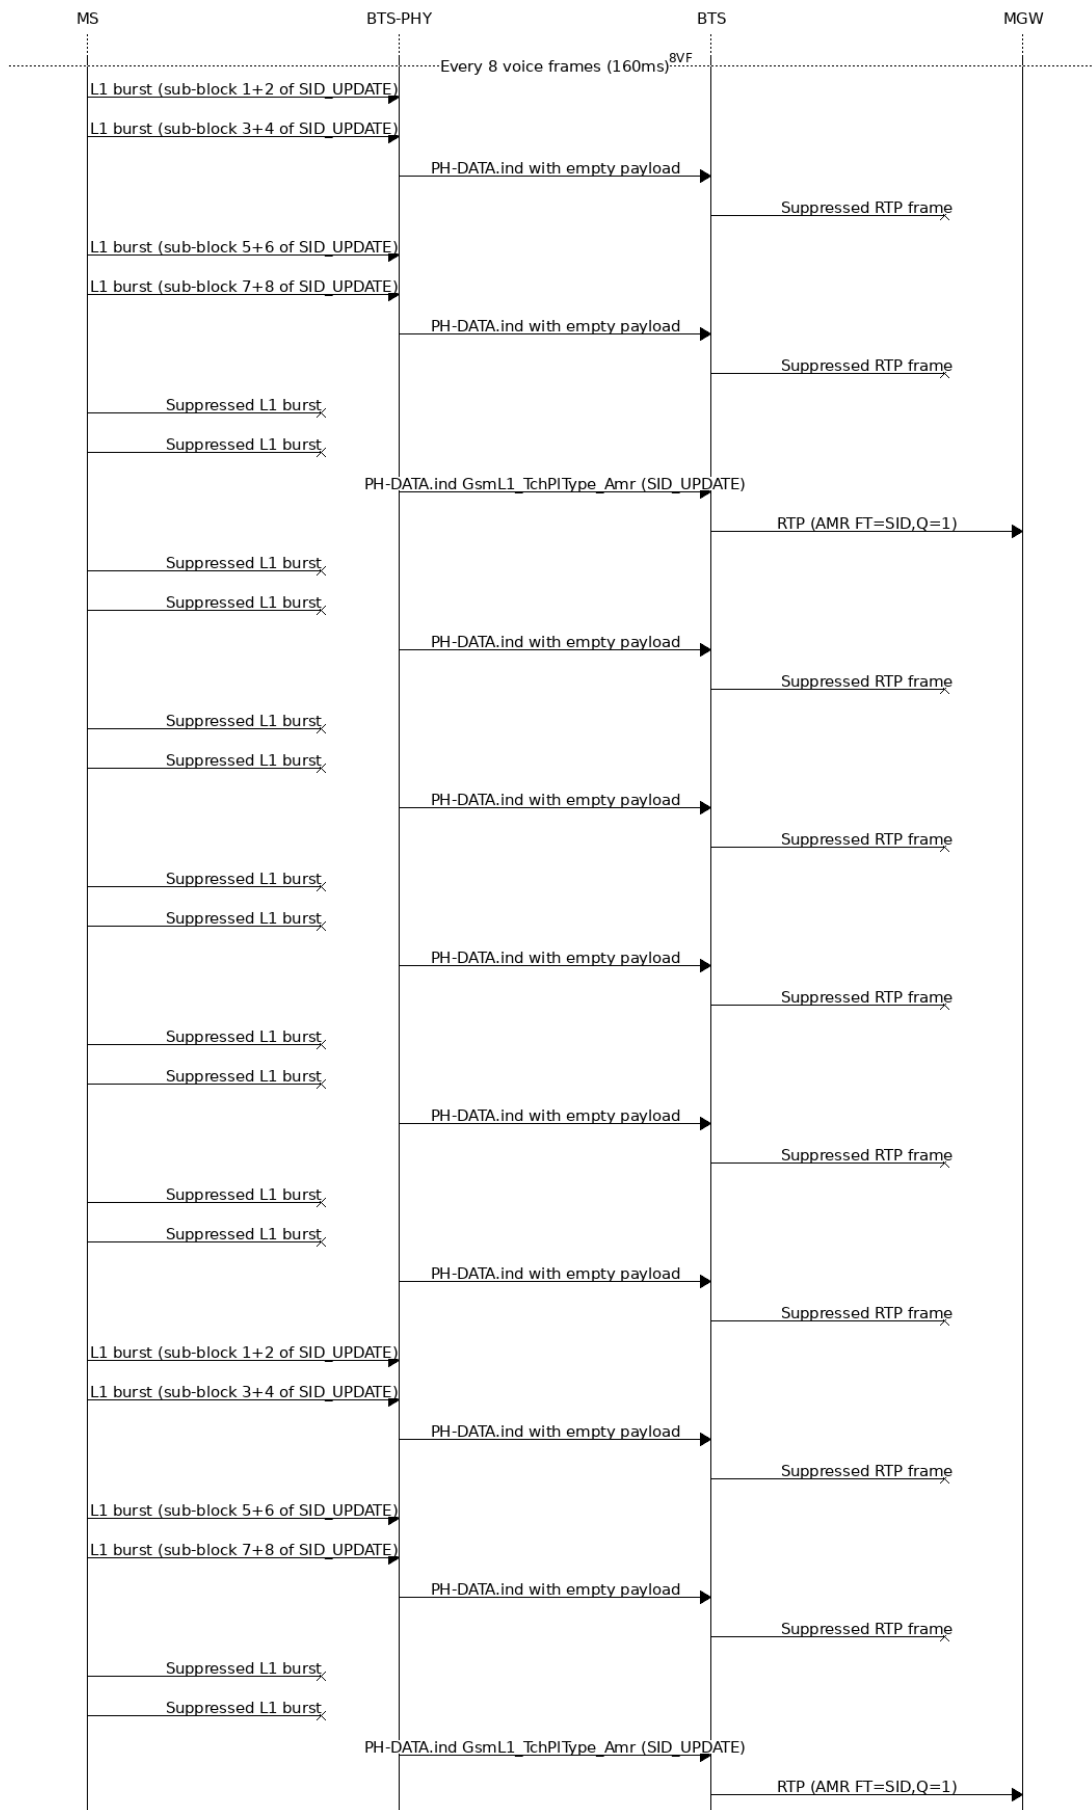 MS BTS-PHY BTS MGW
Every 8 voice frames (160ms) 8VF
L1 burst (sub-block 1+2 of SID_UPDATE)
L1 burst (sub-block 3+4 of SID_UPDATE)
PH-DATA.ind with empty payload
Suppressed RTP frame
L1 burst (sub-block 5+6 of SID_UPDATE)
L1 burst (sub-block 7+8 of SID_UPDATE)
PH-DATA.ind with empty payload
Suppressed RTP frame
Suppressed L1 burst
Suppressed L1 burst
PH-DATA.ind GsmL1_TchPlType_Amr (SID_UPDATE)
RTP (AMR FT=SID,Q=1)
Suppressed L1 burst
Suppressed L1 burst
PH-DATA.ind with empty payload
Suppressed RTP frame
Suppressed L1 burst
Suppressed L1 burst
PH-DATA.ind with empty payload
Suppressed RTP frame
Suppressed L1 burst
Suppressed L1 burst
PH-DATA.ind with empty payload
Suppressed RTP frame
Suppressed L1 burst
Suppressed L1 burst
PH-DATA.ind with empty payload
Suppressed RTP frame
Suppressed L1 burst
Suppressed L1 burst
PH-DATA.ind with empty payload
Suppressed RTP frame
L1 burst (sub-block 1+2 of SID_UPDATE)
L1 burst (sub-block 3+4 of SID_UPDATE)
PH-DATA.ind with empty payload
Suppressed RTP frame
L1 burst (sub-block 5+6 of SID_UPDATE)
L1 burst (sub-block 7+8 of SID_UPDATE)
PH-DATA.ind with empty payload
Suppressed RTP frame
Suppressed L1 burst
Suppressed L1 burst
PH-DATA.ind GsmL1_TchPlType_Amr (SID_UPDATE)
RTP (AMR FT=SID,Q=1)